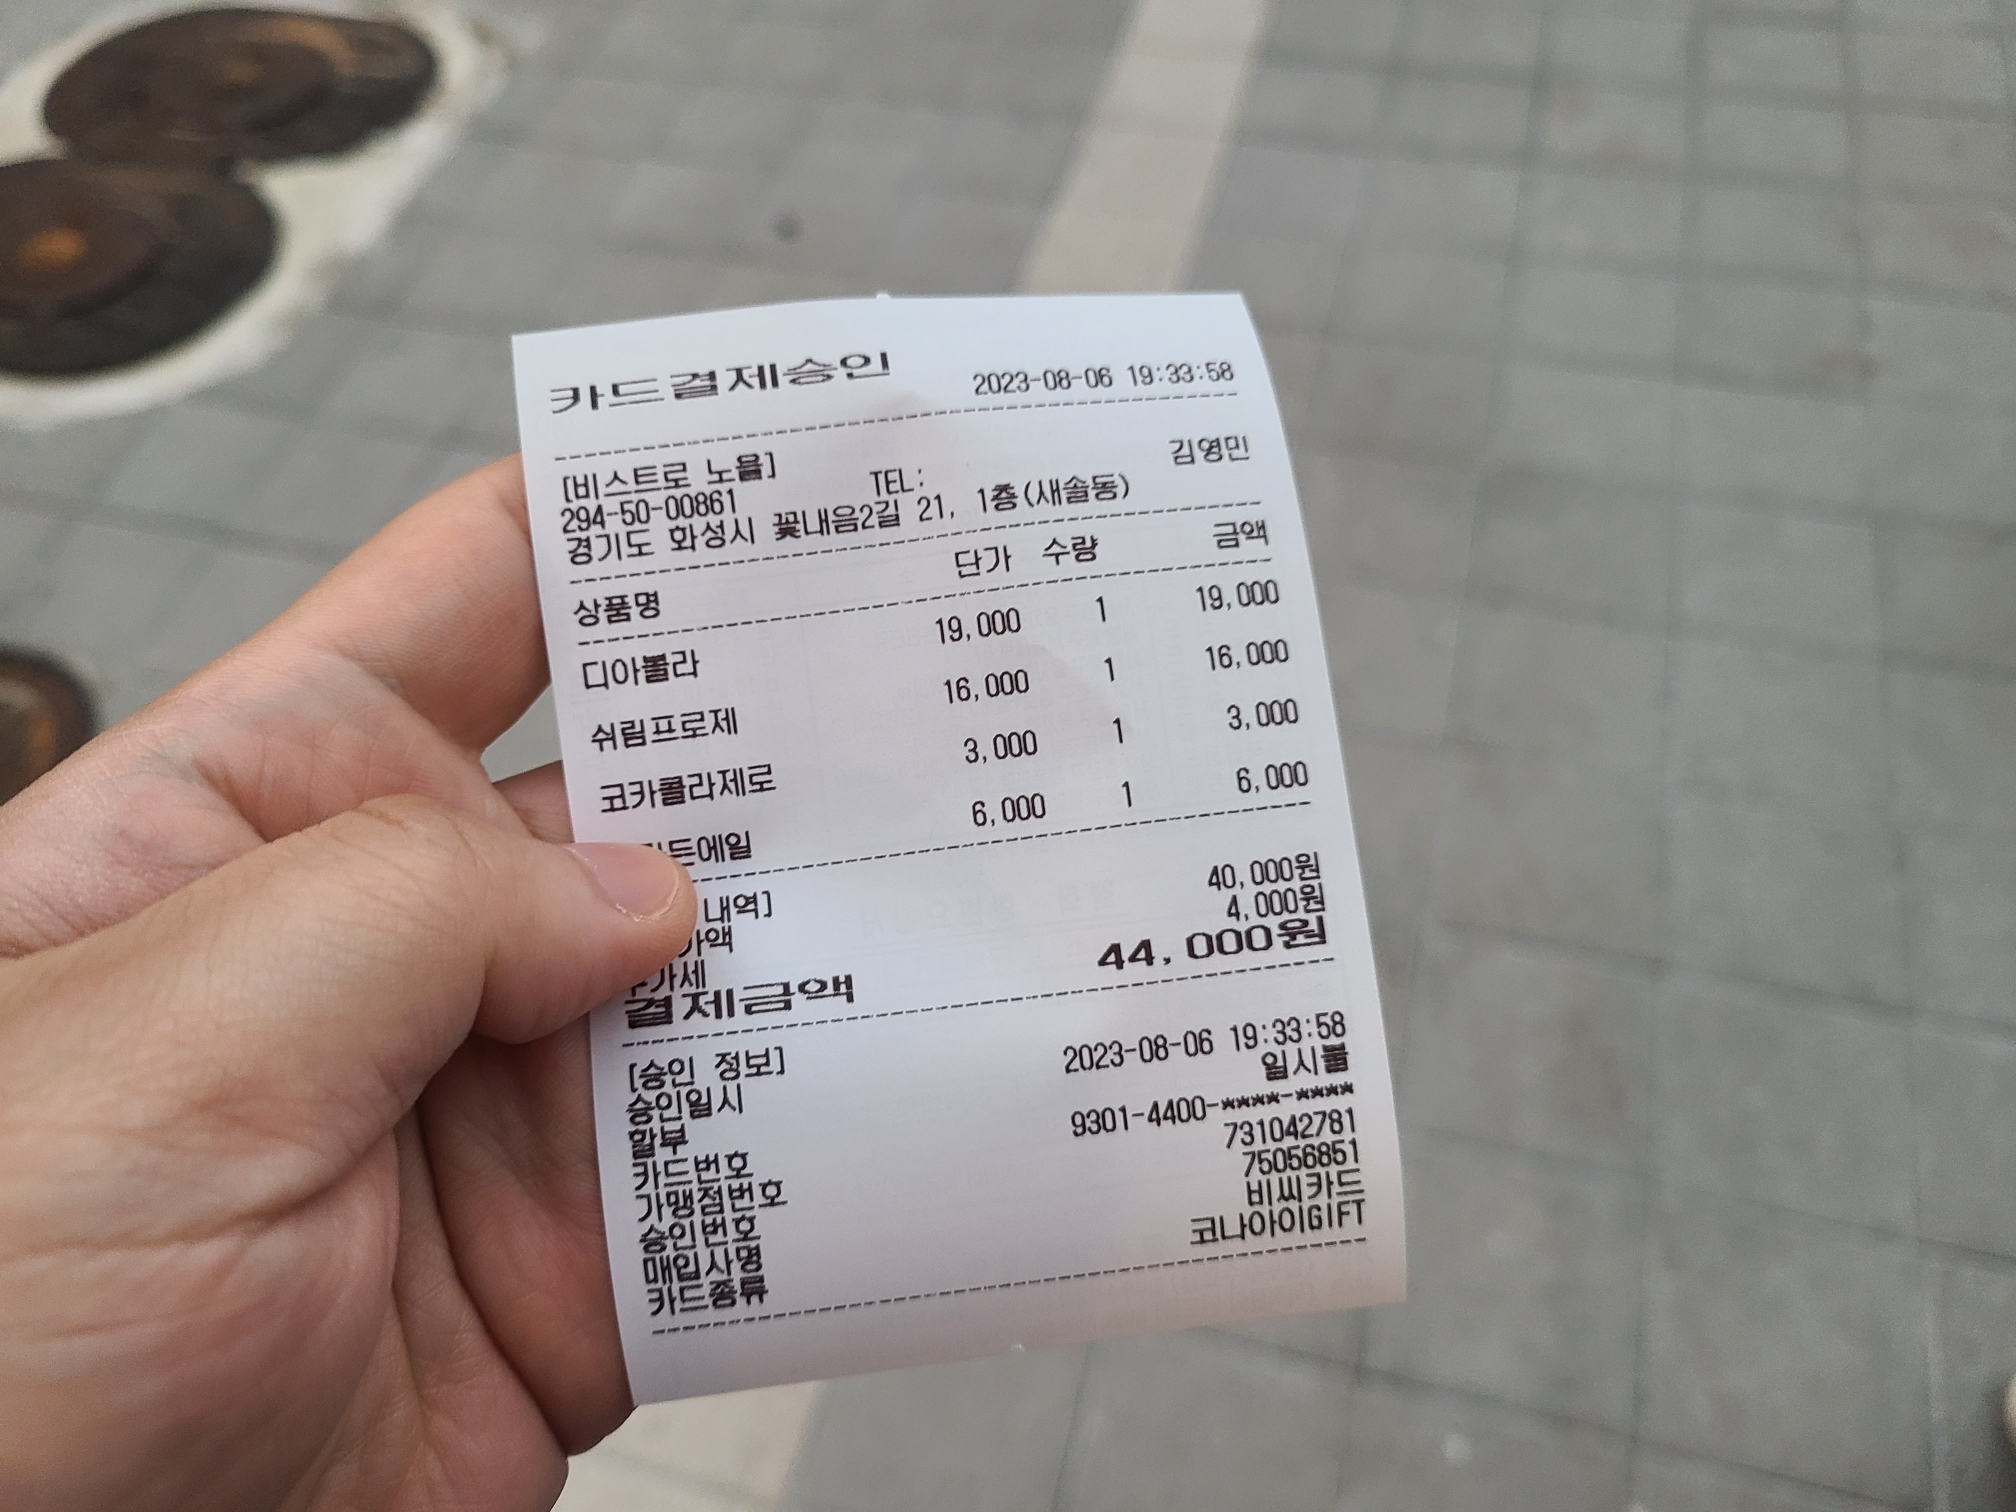 카드결제승인 2023-08-06 19:33:58
[비스트로 노을] 김영민
294-50-00861 TEL:
경기도 화성시 꽃내음2길 21, 1층(새솔동)
상품명 단가 수량 금액
디아볼라 19,000 1 19,000
쉬림프로제 16,000 1 16,000
코카콜라제로 3,000 1 3,000
든에일 6,000 1 6,000
내역]
가액 40,000원
부가세 4,000원
결제금액 44,000원
[승인 정보]
승인일시 2023-08-06 19:33:58
할부 일시불
카드번호 9301-4400-****-****
가맹점번호 731042781
승인번호 75056851
매입사명 비씨카드
카드종류 코나아이GIFT